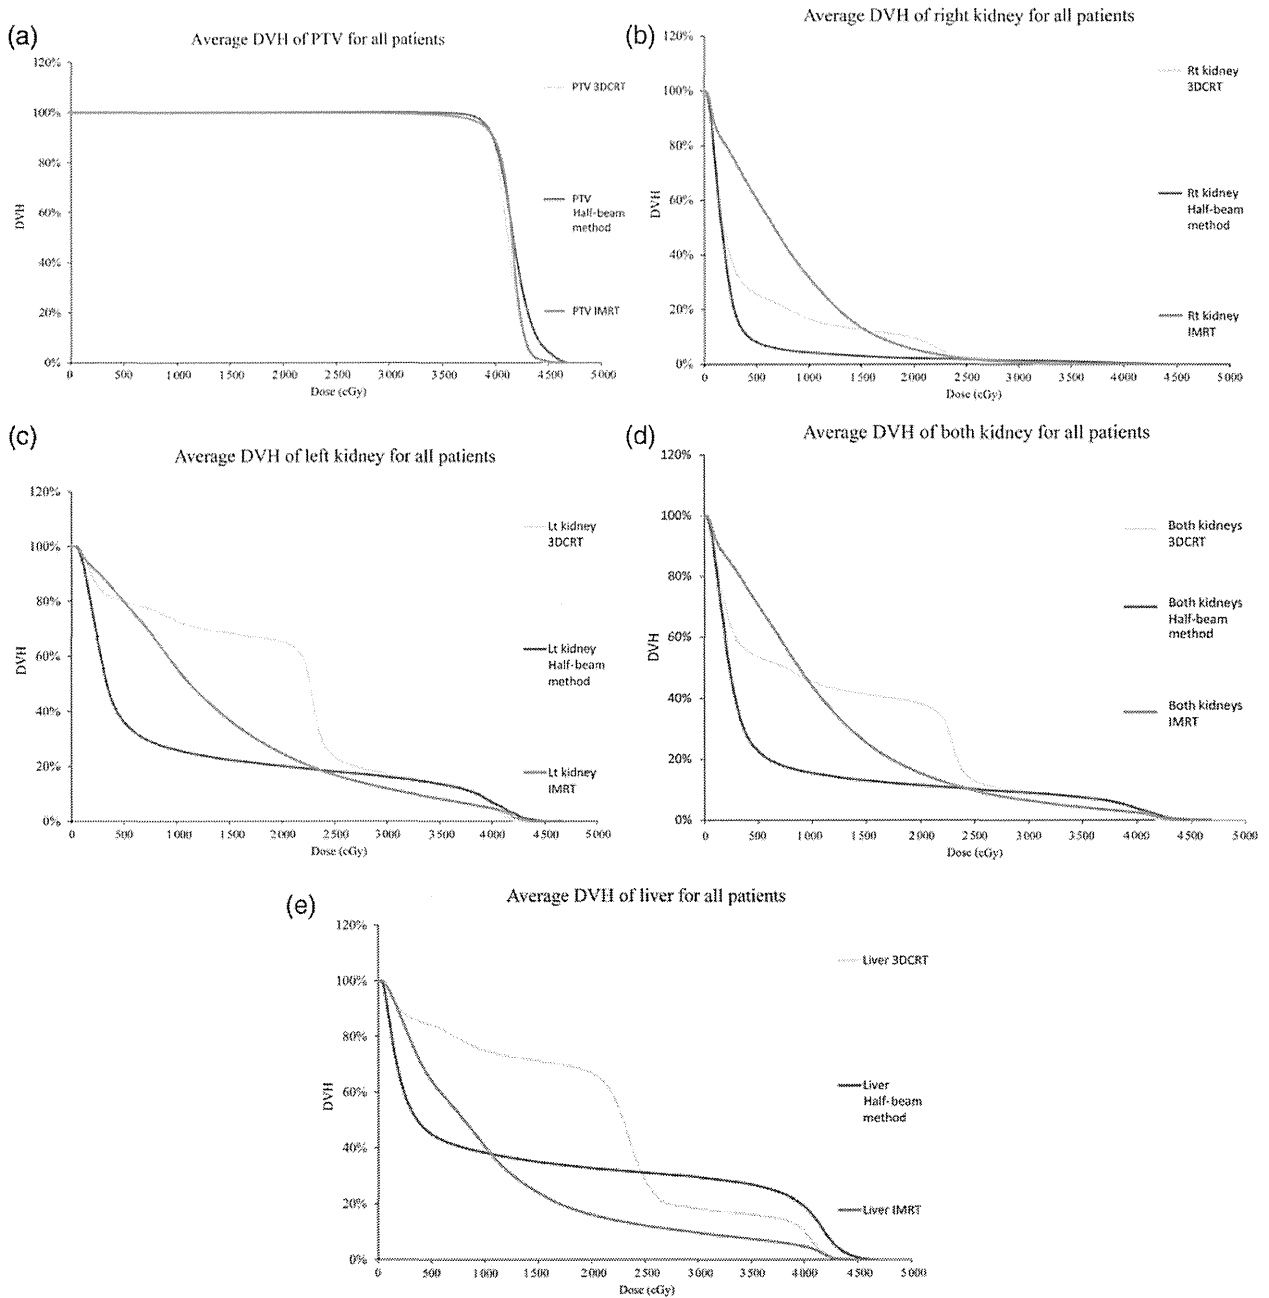 (a)
Average DVH of PTV for all patients
120%
100%
80%
60%
40%
20%
0%
DVH
0 500 1000 1500 2000 2500 3000 3500 4000 4500 5000
Dose (cGy)
PTV 3DCRT
PTV
Half-beam
method
PTV IMRT
(b)
Average DVH of right kidney for all patients
120%
100%
80%
60%
40%
20%
0%
DVH
0 500 1000 1500 2000 2500 3000 3500 4000 4500 5000
Dose (cGy)
Rt kidney
3DCRT
Rt kidney
Half-beam
method
Rt kidney
IMRT
(c)
Average DVH of left kidney for all patients
120%
100%
80%
60%
40%
20%
0%
DVH
0 500 1000 1500 2000 2500 3000 3500 4000 4500 5000
Dose (cGy)
Lt kidney
3DCRT
Lt kidney
Half-beam
method
Lt kidney
IMRT
(d)
Average DVH of both kidney for all patients
120%
100%
80%
60%
40%
20%
0%
DVH
0 500 1000 1500 2000 2500 3000 3500 4000 4500 5000
Dose (cGy)
Both kidneys
3DCRT
Both kidneys
Half-beam
method
Both kidneys
IMRT
(e)
Average DVH of liver for all patients
120%
100%
80%
60%
40%
20%
0%
DVH
0 500 1000 1500 2000 2500 3000 3500 4000 4500 5000
Dose (cGy)
Liver 3DCRT
Liver
Half-beam
method
Liver IMRT